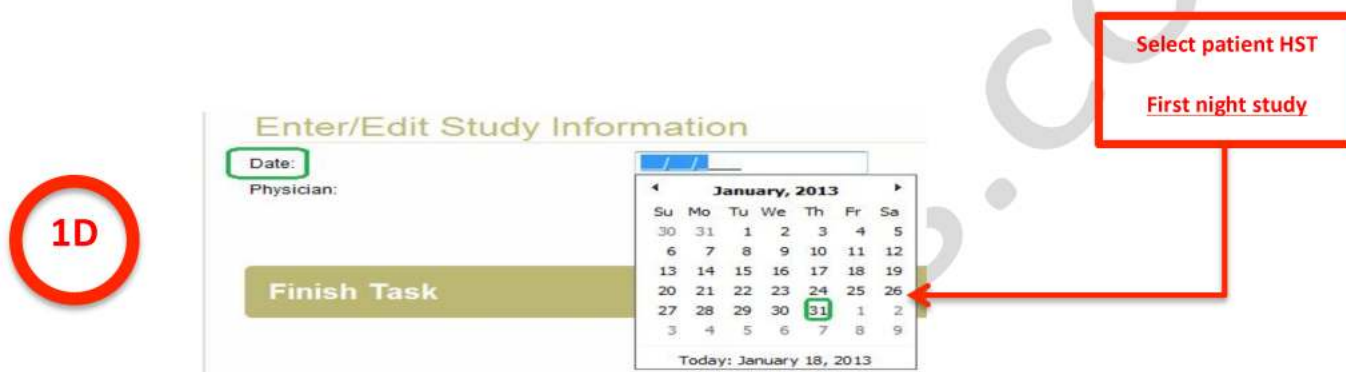 Select patient HST
First night study
Enter/Edit Study Information
Date:
__/__/____
Physician:
1D
January, 2013
Su Mo Tu We Th Fr Sa
30 31 1 2 3 4 5
6 7 8 9 10 11 12
13 14 15 16 17 18 19
20 21 22 23 24 25 26
27 28 29 30 31 1 2
3 4 5 6 7 8 9
Today: January 18, 2013
Finish Task